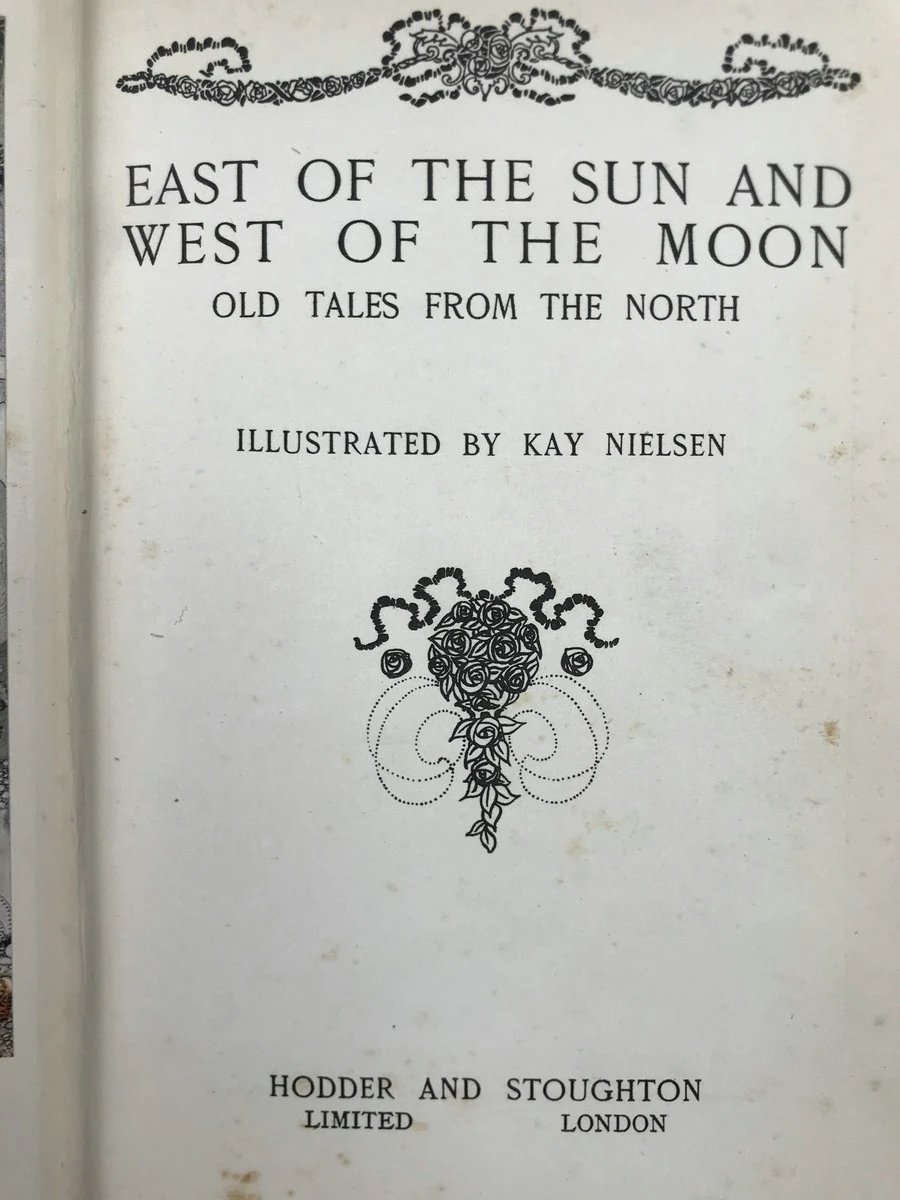 EAST OF THE SUN AND
WEST OF THE MOON
OLD TALES FROM THE NORTH
ILLUSTRATED BY KAY NIELSEN
HODDER AND STOUGHTON
LIMITED LONDON